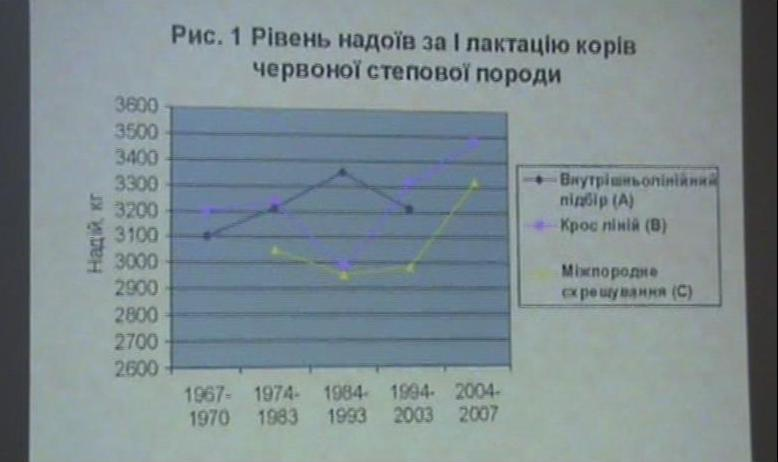 Рис. 1 Рівень надоїв за І лактацію корів
червоної степової породи
Надій, кг
3600
3500
3400
3300
3200
3100
3000
2900
2800
2700
2600
1967-
1970
1974-
1983
1984-
1993
1994-
2003
2004-
2007
Внутрішньолінійний
підбір (А)
Крос ліній (В)
Міжпородне
схрещування (С)